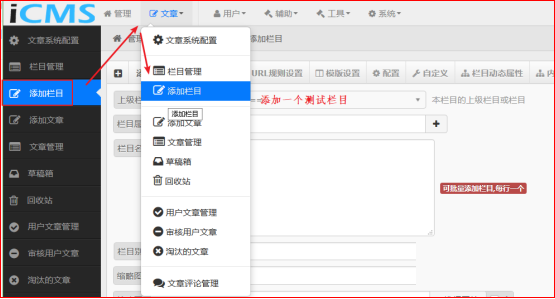 iCMS
管理
文章
用户
辅助
工具
系统
文章系统配置
栏目管理
添加栏目
添加文章
文章管理
草稿箱
回收站
用户文章管理
审核用户文章
淘汰的文章
文章系统配置
栏目管理
添加栏目
添加栏目
添加文章
文章管理
草稿箱
回收站
用户文章管理
审核用户文章
淘汰的文章
文章评论管理
管理
添加栏目
URL规则设置
模版设置
配置
自定义
栏目动态属性
内
上级栏
==添加一个测试栏目
本栏目的上级栏目或栏目
栏目属
栏目名
可批量添加栏目,每行一个
栏目别
缩略图